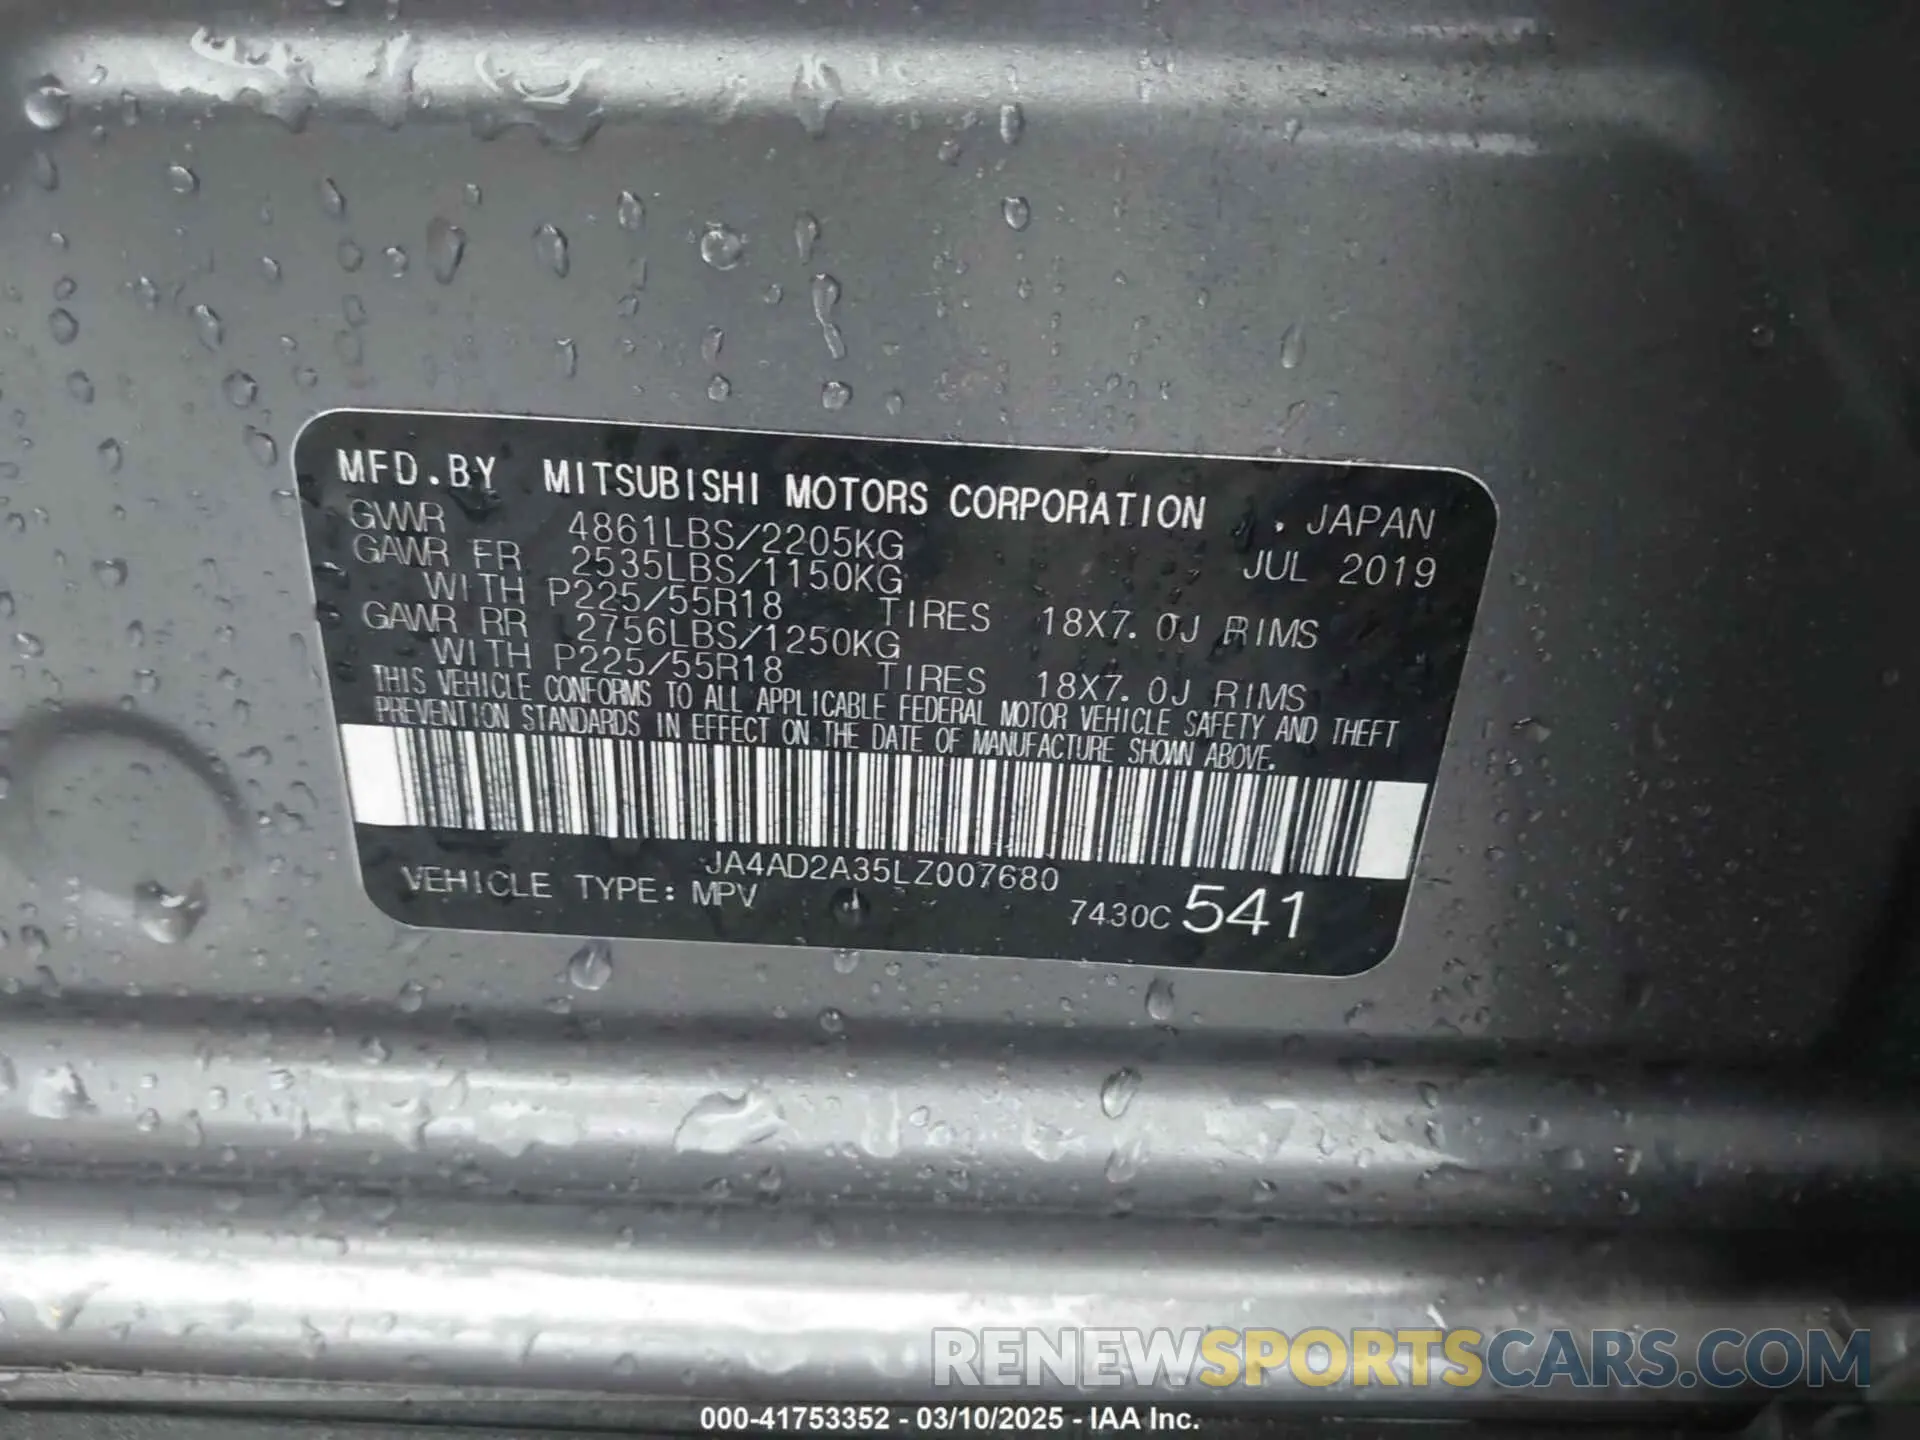 MFD.BY MITSUBISHI MOTORS CORPORATION . JAPAN
GVWR 4861LBS/2205KG JUL 2019
GAWR FR 2535LBS/1150KG
WITH P225/55R18 TIRES 18X7.0J RIMS
GAWR RR 2756LBS/1250KG
WITH P225/55R18 TIRES 18X7.0J RIMS
THIS VEHICLE CONFORMS TO ALL APPLICABLE FEDERAL MOTOR VEHICLE SAFETY AND THEFT
PREVENTION STANDARDS IN EFFECT ON THE DATE OF MANUFACTURE SHOWN ABOVE.
JA4AD2A35LZ007680
VEHICLE TYPE: MPV 7430C 541
RENEWSPORTSCARS.COM
000-41753352 - 03/10/2025 - IAA Inc.